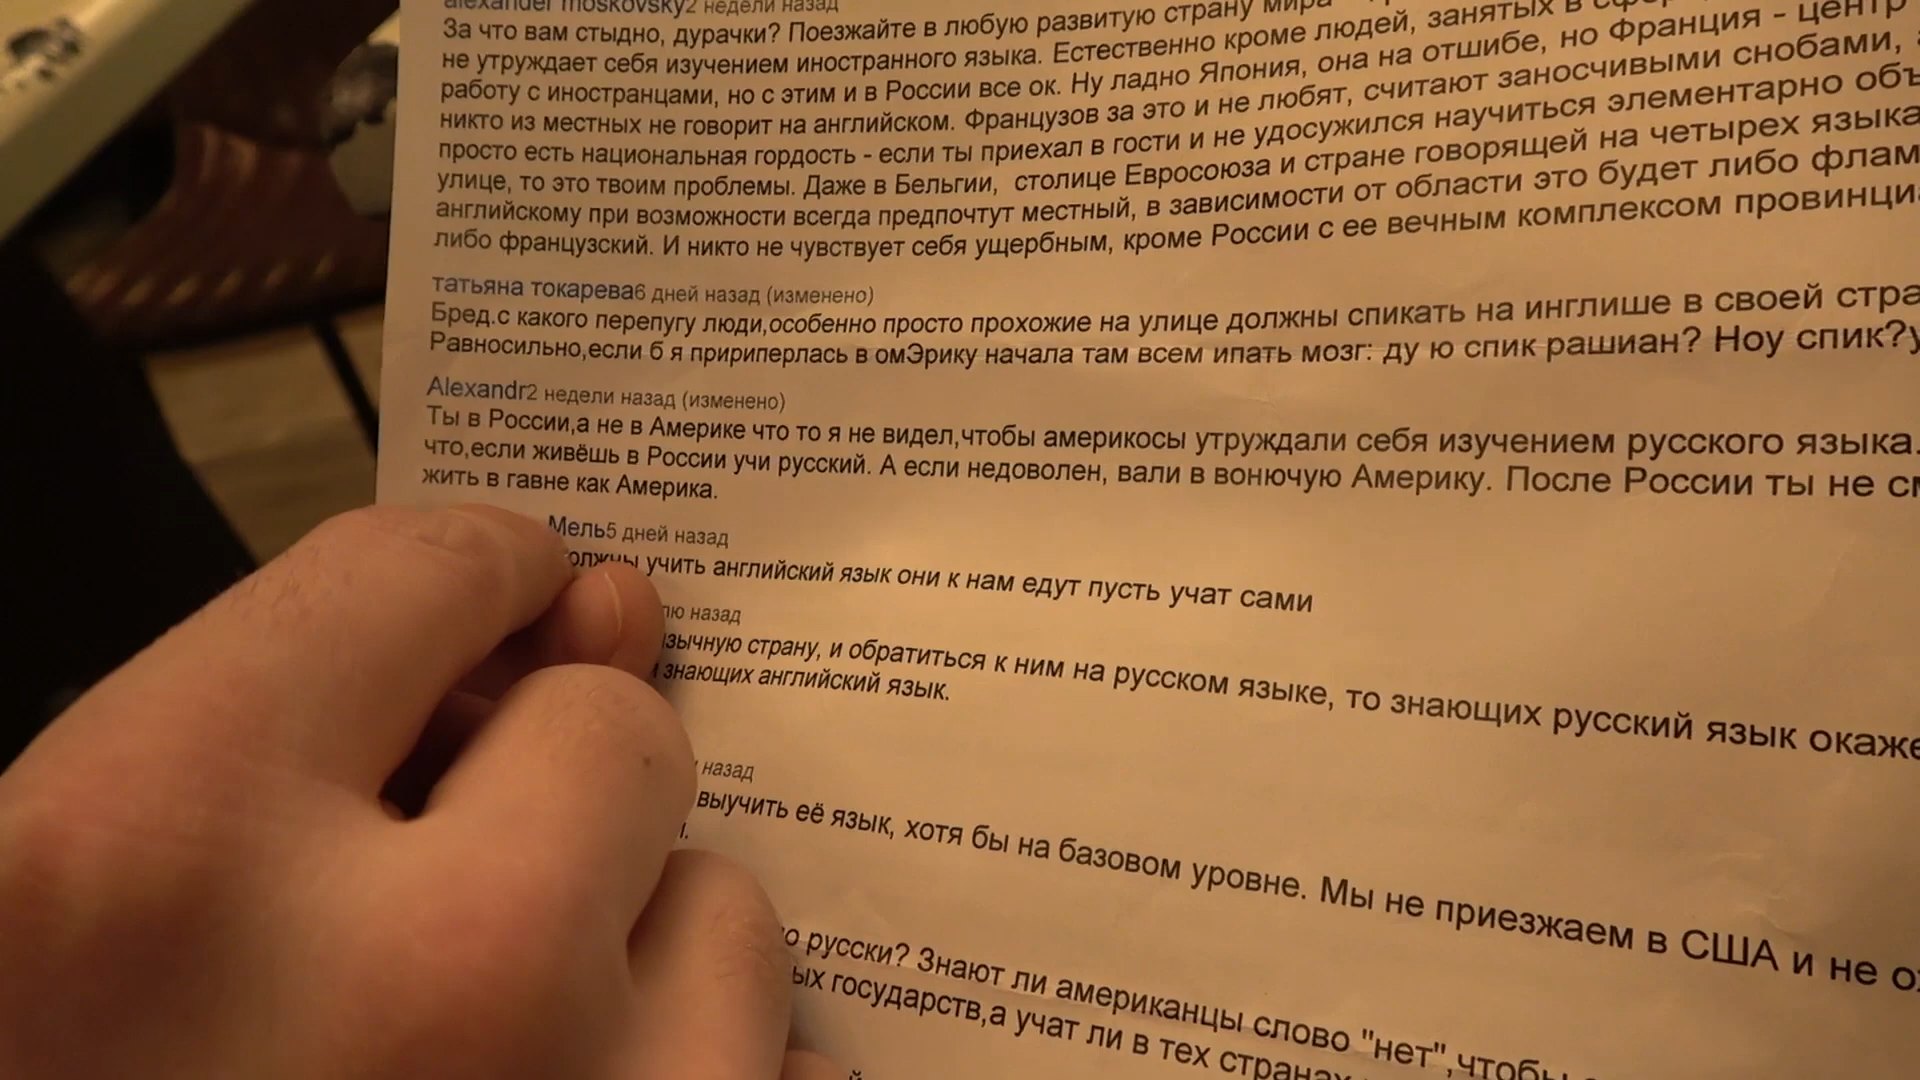 alexander moskovsky2 недели назад
За что вам стыдно, дурачки? Поезжайте в любую развитую страну мира
не утруждает себя изучением иностранного языка. Естественно кроме людей, занятых в
работу с иностранцами, но с этим и в России все ок. Ну ладно Япония, она на отшибе, но Франция - центр
никто из местных не говорит на английском. Французов за это и не любят, считают заносчивыми снобами,
просто есть национальная гордость - если ты приехал в гости и не удосужился научиться элементарно объ
улице, то это твоим проблемы. Даже в Бельгии, столице Евросоюза и стране говорящей на четырех языка
английскому при возможности всегда предпочтут местный, в зависимости от области это будет либо флам
либо французский. И никто не чувствует себя ущербным, кроме России с ее вечным комплексом провинци
татьяна токарева6 дней назад (изменено)
Бред.с какого перепугу люди,особенно просто прохожие на улице должны спикать на инглише в своей стра
Равносильно,если б я пририперлась в омЭрику начала там всем ипать мозг: ду ю спик рашиан? Ноу спик?у
Alexandr2 недели назад (изменено)
Ты в России,а не в Америке что то я не видел,чтобы америкосы утруждали себя изучением русского языка.
что,если живёшь в России учи русский. А если недоволен, вали в вонючую Америку. После России ты не см
жить в гавне как Америка.
Мель5 дней назад
олжны учить английский язык они к нам едут пусть учат сами
лю назад
язычную страну, и обратиться к ним на русском языке, то знающих русский язык окаже
знающих английский язык.
назад
выучить её язык, хотя бы на базовом уровне. Мы не приезжаем в США и не о
о русски? Знают ли американцы слово "нет",чтобы
ых государств,а учат ли в тех странах